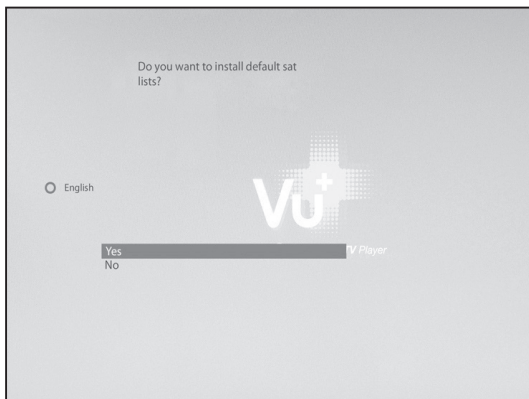 Do you want to install default sat
lists?
Vu+
English
Yes
TV Player
No